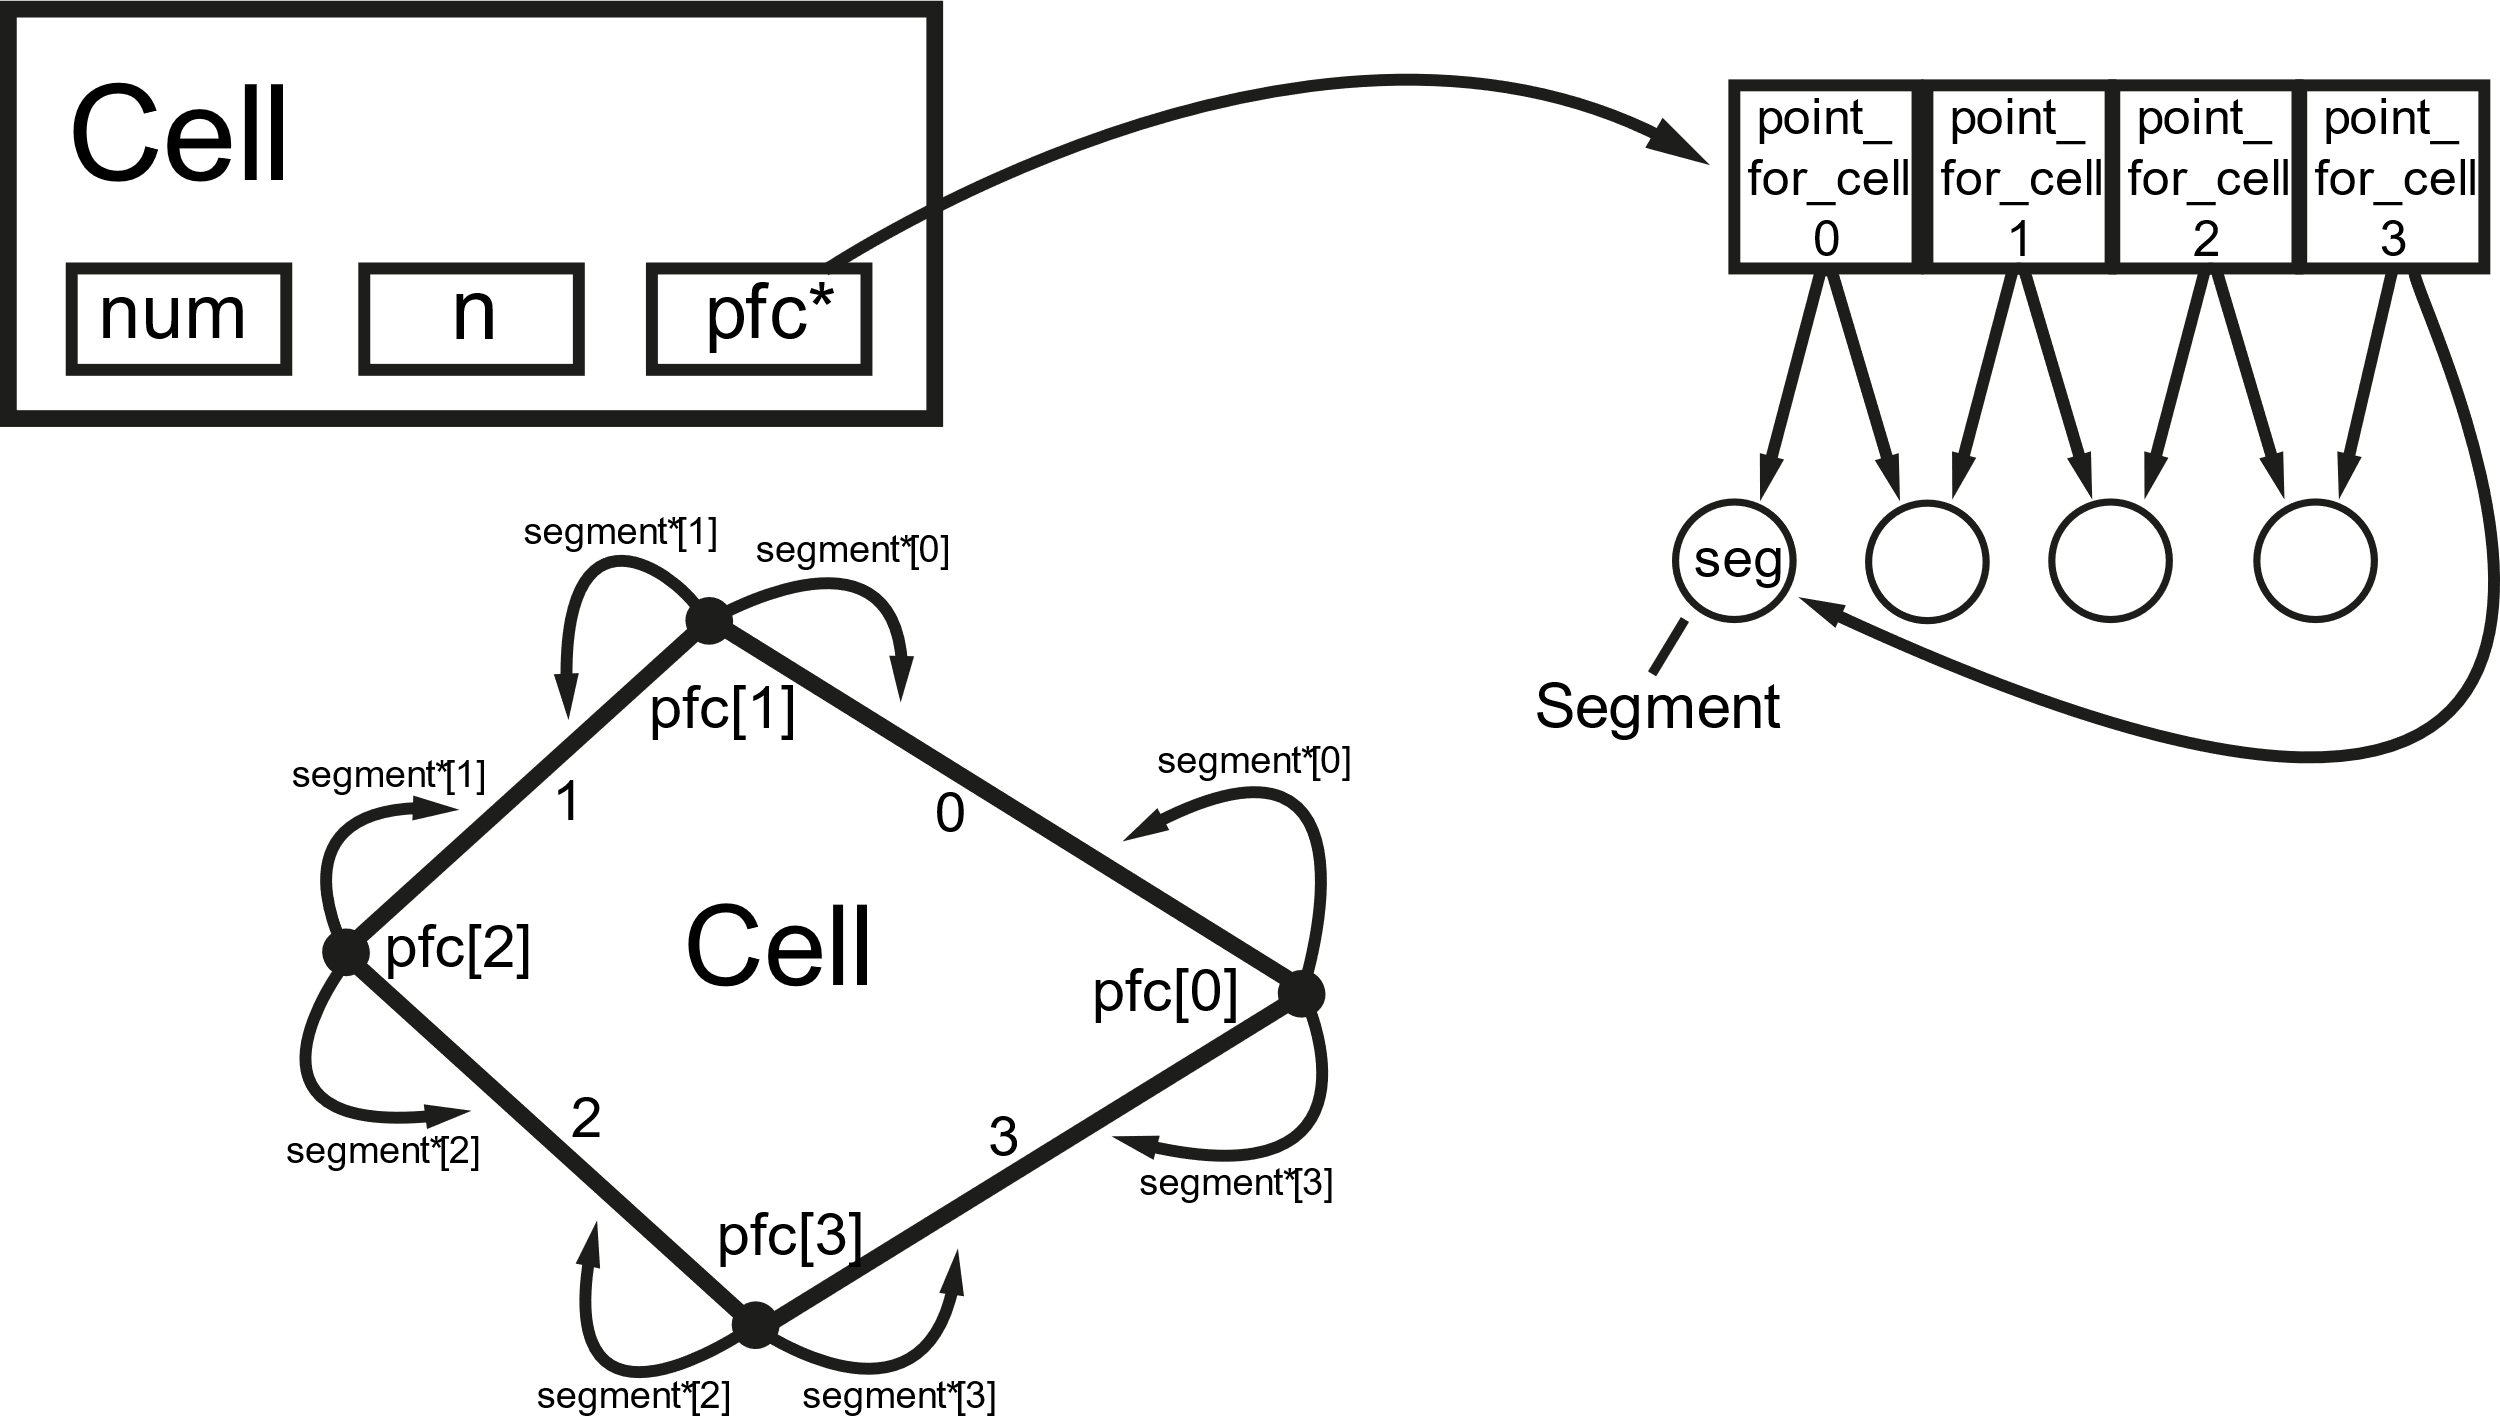 Cell
num
n
pfc*
point_
for_cell
0
point_
for_cell
1
point_
for_cell
2
point_
for_cell
3
seg
Segment
segment*[1]
segment*[0]
pfc[1]
segment*[1]
1
0
segment*[0]
pfc[2]
Cell
pfc[0]
segment*[2]
2
3
segment*[3]
pfc[3]
segment*[2]
segment*[3]